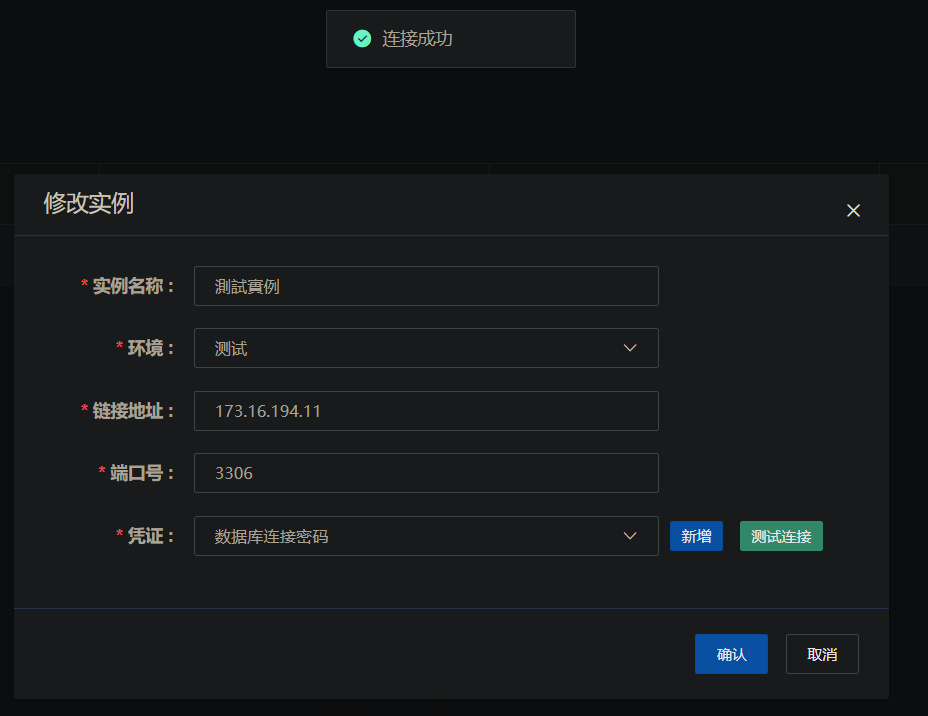 连接成功
修改实例
* 实例名称： 測試實例
* 环境： 测试
* 链接地址： 173.16.194.11
* 端口号： 3306
* 凭证： 数据库连接密码 新增 测试连接
确认 取消